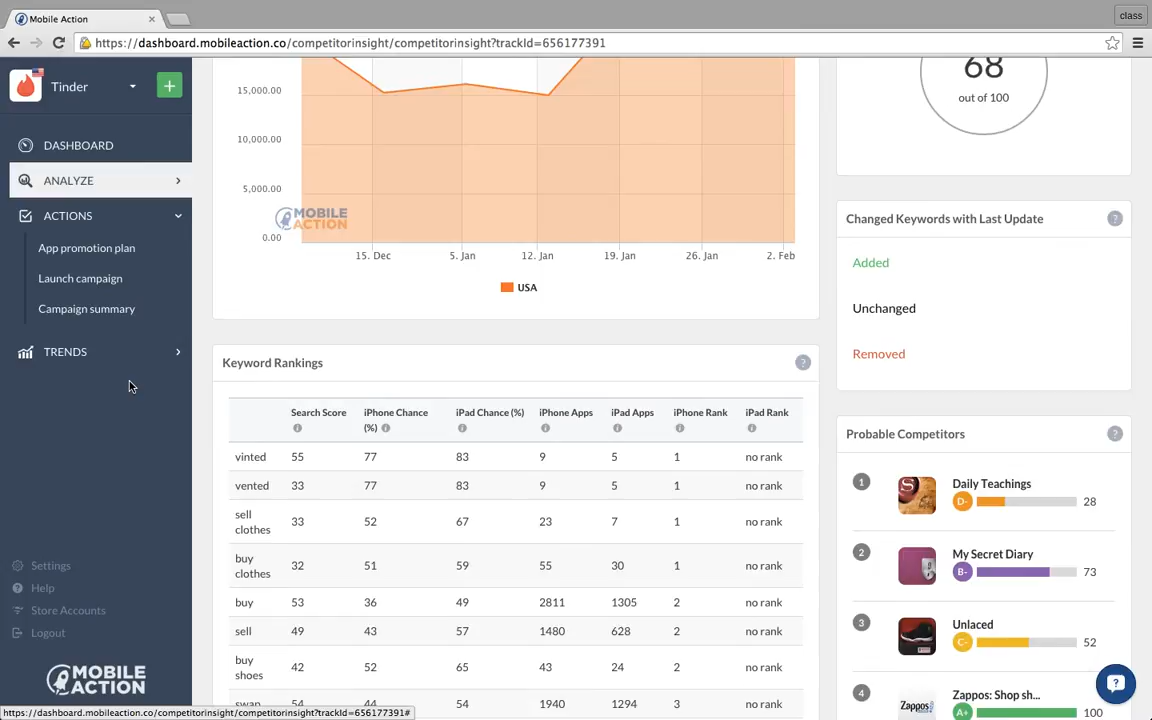 Mobile Action
class
https://dashboard.mobileaction.co/competitorinsight/competitorinsight?trackId=656177391
Tinder
DASHBOARD
ANALYZE
ACTIONS
App promotion plan
Launch campaign
Campaign summary
TRENDS
Settings
Help
Store Accounts
Logout
MOBILE
ACTION
https://dashboard.mobileaction.co/competitorinsight/competitorinsight?trackId=656177391#
15,000.00
10,000.00
5,000.00
0.00
MOBILE
ACTION
15. Dec 5. Jan 12. Jan 19. Jan 26. Jan 2. Feb
USA
Keyword Rankings ?
Search Score iPhone Chance (%) iPad Chance (%) iPhone Apps iPad Apps iPhone Rank iPad Rank
vinted 55 77 83 9 5 1 no rank
vented 33 77 83 9 5 1 no rank
sell clothes 33 52 67 23 7 1 no rank
buy clothes 32 51 59 55 30 1 no rank
buy 53 36 49 2811 1305 2 no rank
sell 49 43 57 1480 628 2 no rank
buy shoes 42 52 65 43 24 2 no rank
swap 54 44 54 1940 1294 3 no rank
68
out of 100
Changed Keywords with Last Update ?
Added
Unchanged
Removed
Probable Competitors ?
1 Daily Teachings
D- 28
2 My Secret Diary
B- 73
3 Unlaced
C- 52
4 Zappos: Shop sh...
Zappos
A+ 100